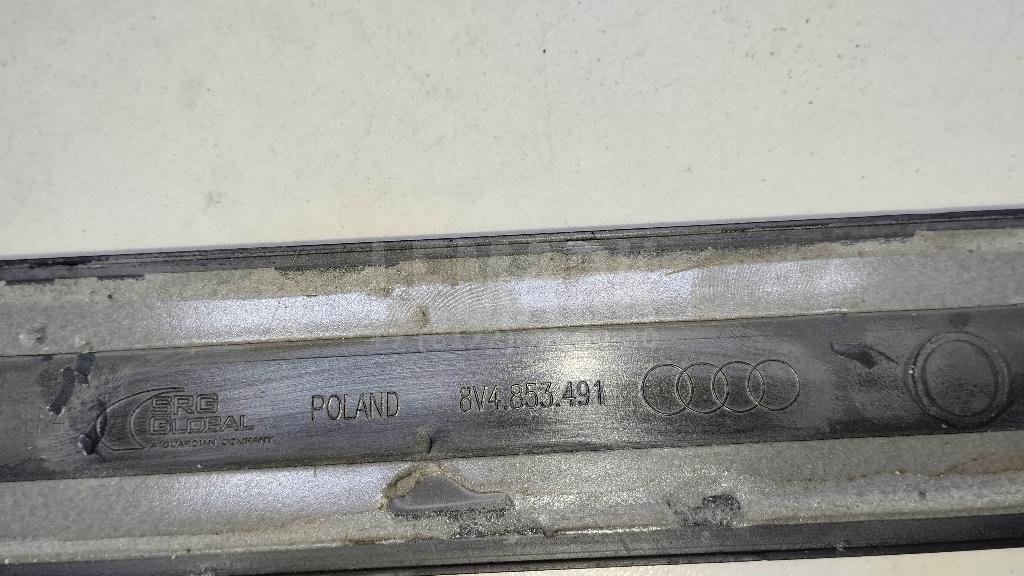 SRG
GLOBAL
A GUARDIAN COMPANY
POLAND
8V4.853.491